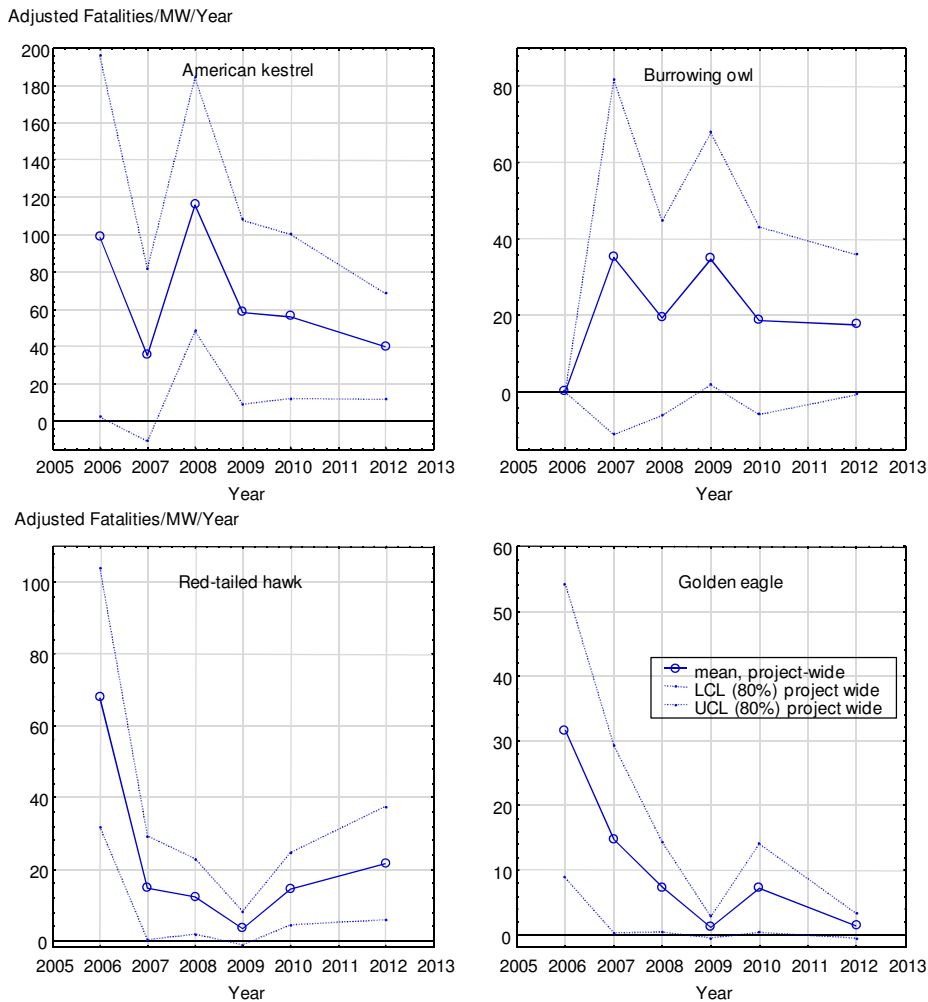 Adjusted Fatalities/MW/Year
American kestrel
200
180
160
140
120
100
80
60
40
20
0
2005 2006 2007 2008 2009 2010 2011 2012 2013
Year
Burrowing owl
80
60
40
20
0
2005 2006 2007 2008 2009 2010 2011 2012 2013
Year
Adjusted Fatalities/MW/Year
Red-tailed hawk
100
80
60
40
20
0
2005 2006 2007 2008 2009 2010 2011 2012 2013
Year
Golden eagle
60
50
40
30
20
10
0
mean, project-wide
LCL (80%) project wide
UCL (80%) project wide
2005 2006 2007 2008 2009 2010 2011 2012 2013
Year